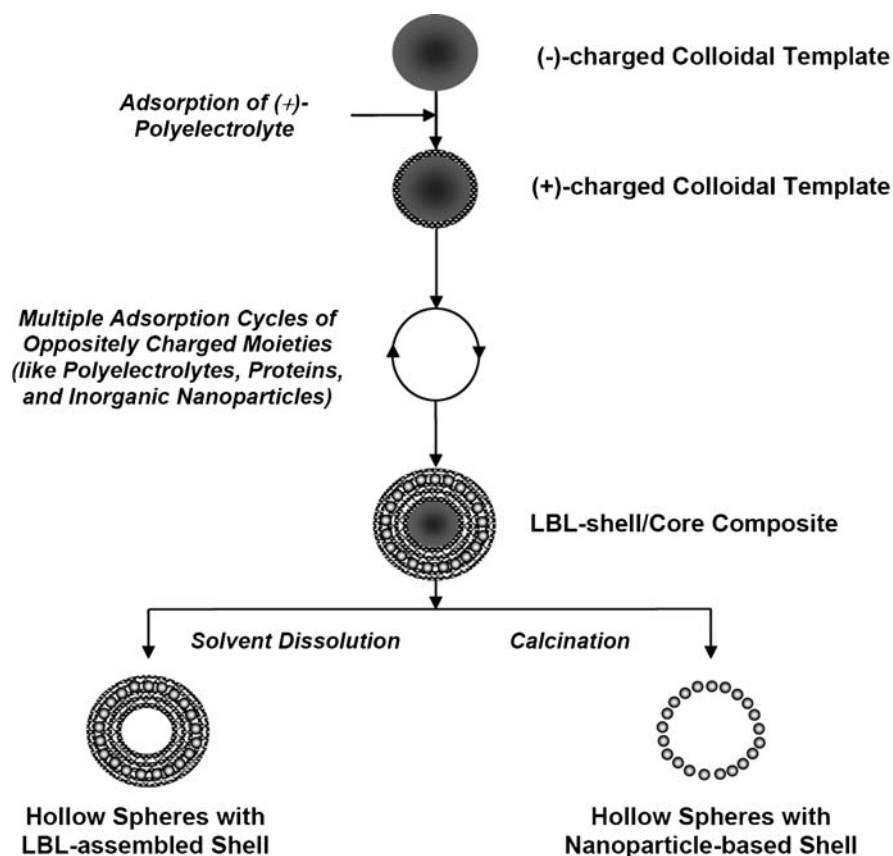 (-)-charged Colloidal Template
Adsorption of (+)-
Polyelectrolyte
(+)-charged Colloidal Template
Multiple Adsorption Cycles of
Oppositely Charged Moieties
(like Polyelectrolytes, Proteins,
and Inorganic Nanoparticles)
LBL-shell/Core Composite
Solvent Dissolution
Calcination
Hollow Spheres with
LBL-assembled Shell
Hollow Spheres with
Nanoparticle-based Shell